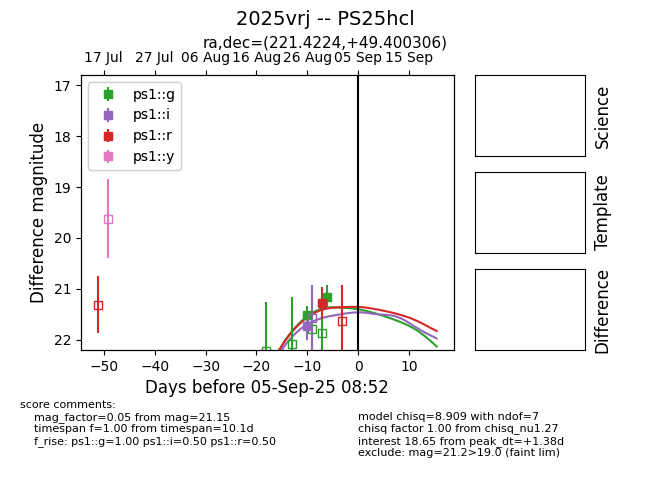 2025vrj -- PS25hcl
ra,dec=(221.4224,+49.400306)
17 Jul 27 Jul 06 Aug 16 Aug 26 Aug 05 Sep 15 Sep
17
18
19
20
21
22
Difference magnitude
ps1::g
ps1::i
ps1::r
ps1::y
−50 −40 −30 −20 −10 0 10
Days before 05-Sep-25 08:52
Science
Template
Difference
score comments:
mag_factor=0.05 from mag=21.15
timespan f=1.00 from timespan=10.1d
f_rise: ps1::g=1.00 ps1::i=0.50 ps1::r=0.50
model chisq=8.909 with ndof=7
chisq factor 1.00 from chisq_nu1.27
interest 18.65 from peak_dt=+1.38d
exclude: mag=21.2>19.0 (faint lim)